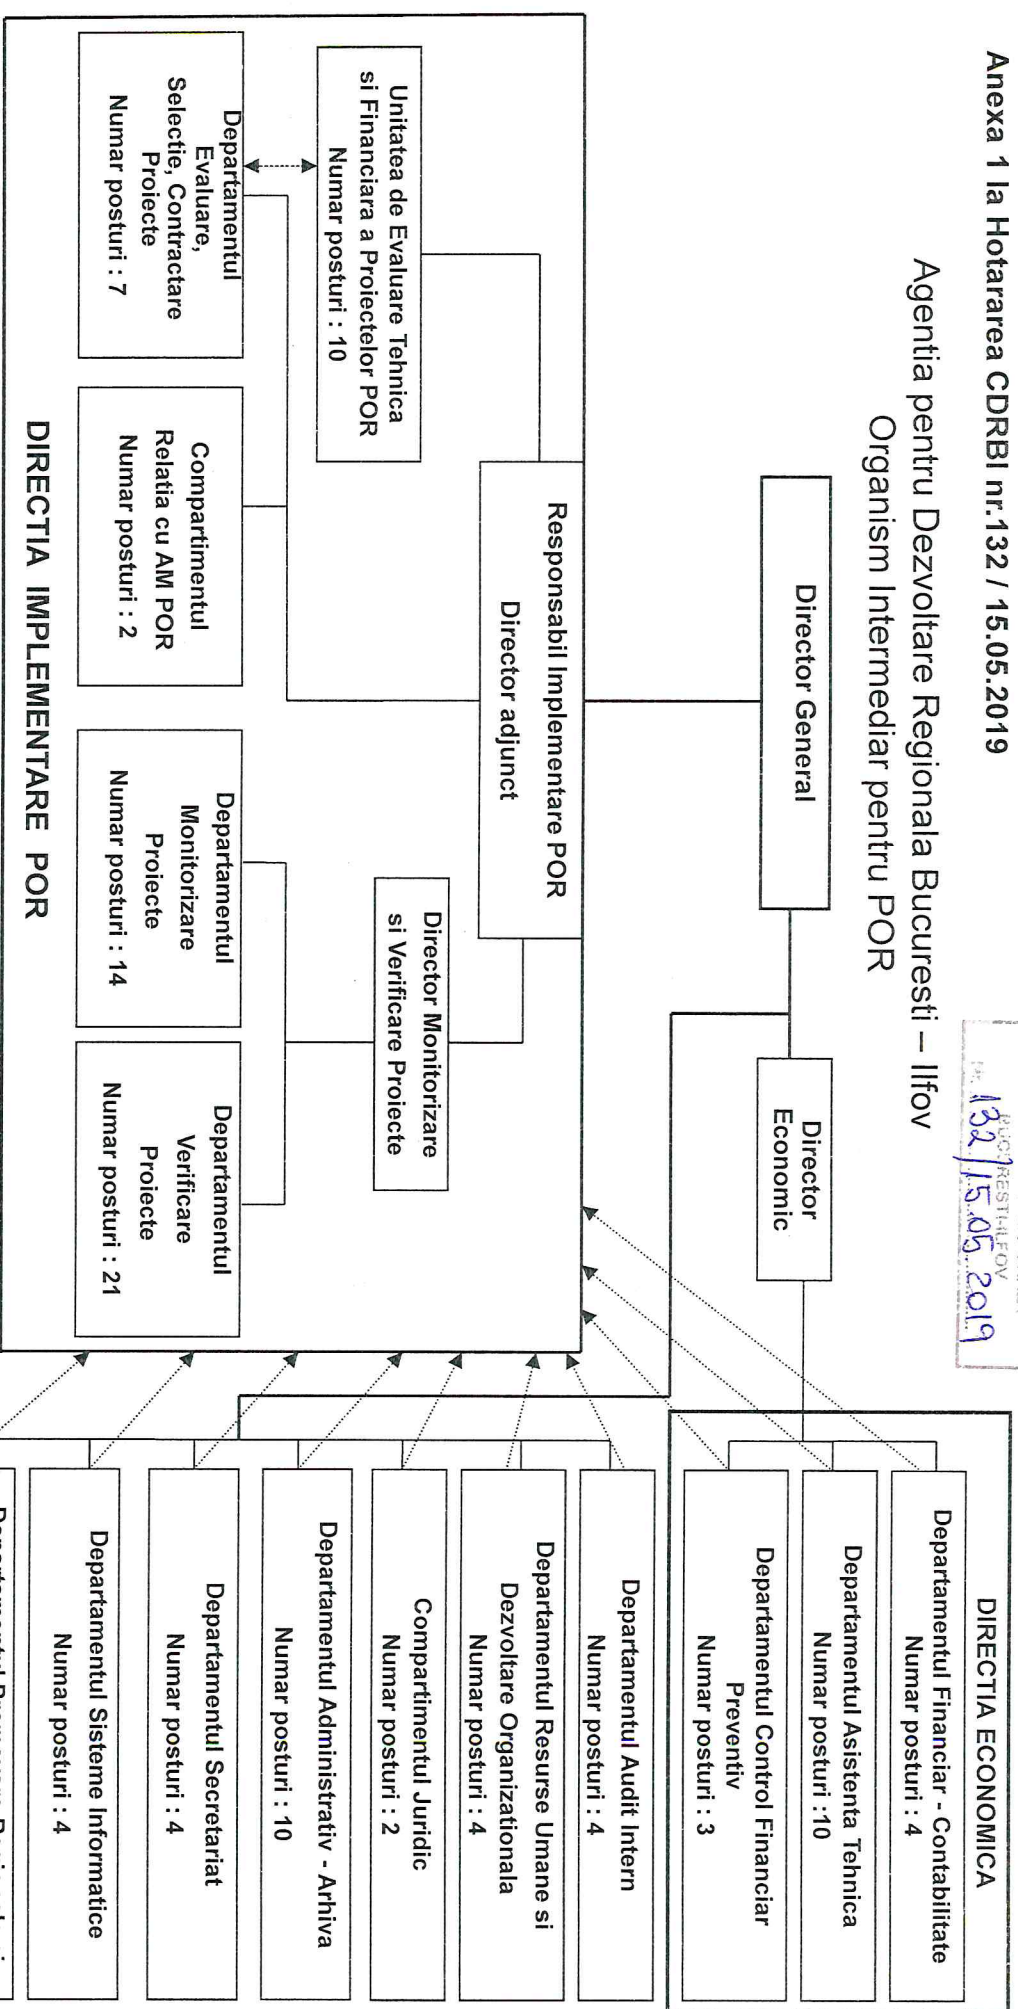 Anexa 1 la Hotararea CDRBI nr.132 / 15.05.2019
BUCURESTI-ILFOV
132/15.05.2019
Agentia pentru Dezvoltare Regionala Bucuresti – Ilfov
Organism Intermediar pentru POR
Director General
Director
Economic
DIRECTIA ECONOMICA
Departamentul Financiar - Contabilitate
Numar posturi : 4
Departamentul Asistenta Tehnica
Numar posturi :10
Departamentul Control Financiar
Preventiv
Numar posturi : 3
Responsabil Implementare POR
Director adjunct
Unitatea de Evaluare Tehnica
si Financiara a Proiectelor POR
Numar posturi : 10
Director Monitorizare
si Verificare Proiecte
Departamentul
Evaluare,
Selectie, Contractare
Proiecte
Numar posturi : 7
Compartimentul
Relatia cu AM POR
Numar posturi : 2
Departamentul
Monitorizare
Proiecte
Numar posturi : 14
Departamentul
Verificare
Proiecte
Numar posturi : 21
DIRECTIA IMPLEMENTARE POR
Departamentul Audit Intern
Numar posturi : 4
Departamentul Resurse Umane si
Dezvoltare Organizationala
Numar posturi : 4
Compartimentul Juridic
Numar posturi : 2
Departamentul Administrativ - Arhiva
Numar posturi : 10
Departamentul Secretariat
Numar posturi : 4
Departamentul Sisteme Informatice
Numar posturi : 4